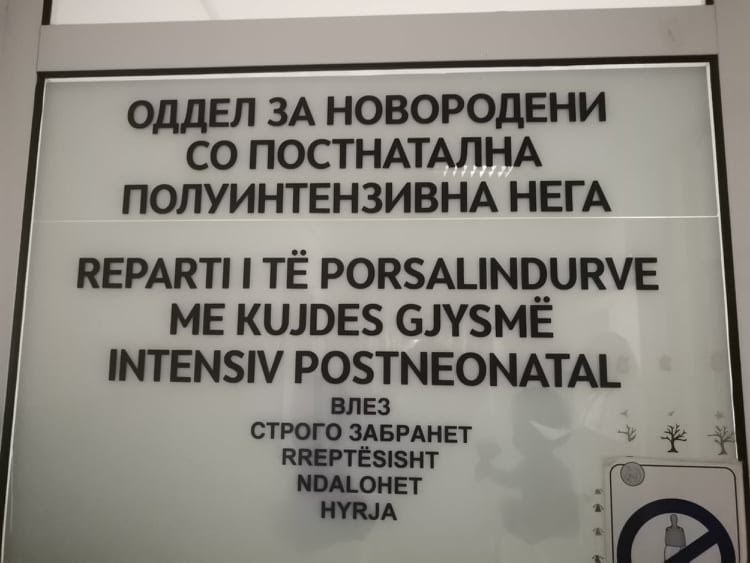 ОДДЕЛ ЗА НОВОРОДЕНИ
СО ПОСТНАТАЛНА
ПОЛУИНТЕНЗИВНА НЕГА
REPARTI I TË PORSALINDURVE
ME KUJDES GJYSMË
INTENSIV POSTNEONATAL
ВЛЕЗ
СТРОГО ЗАБРАНЕТ
RREPTËSISHT
NDALOHET
HYRJA